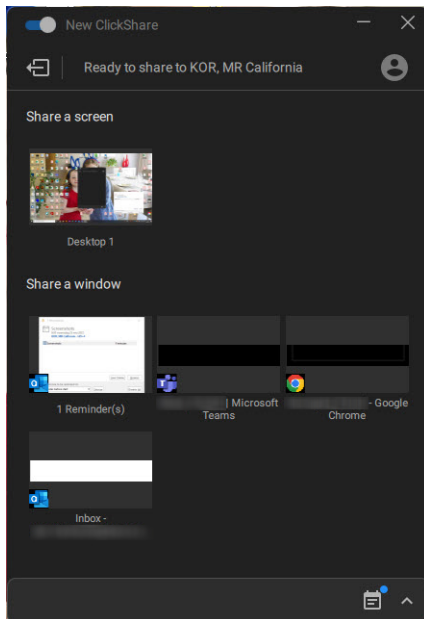 New ClickShare
Ready to share to KOR, MR California
Share a screen
Desktop 1
Share a window
1 Reminder(s)
| Microsoft
Teams
- Google
Chrome
Inbox -